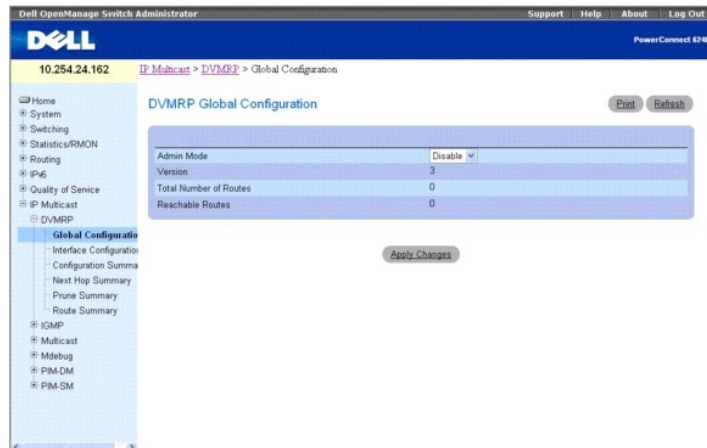 Dell OpenManage Switch Administrator
Support Help About Log Out
DELL
PowerConnect 624
10.254.24.162
IP Multicast > DVMRP > Global Configuration
Home
System
Switching
Statistics/RMON
Routing
IPv6
Quality of Service
IP Multicast
DVMRP
Global Configuratio
Interface Configuration
Configuration Summa
Next Hop Summary
Prune Summary
Route Summary
IGMP
Multicast
Mdebug
PIM-DM
PIM-SM
DVMRP Global Configuration
Print Refresh
Admin Mode Disable
Version 3
Total Number of Routes 0
Reachable Routes 0
Apply Changes